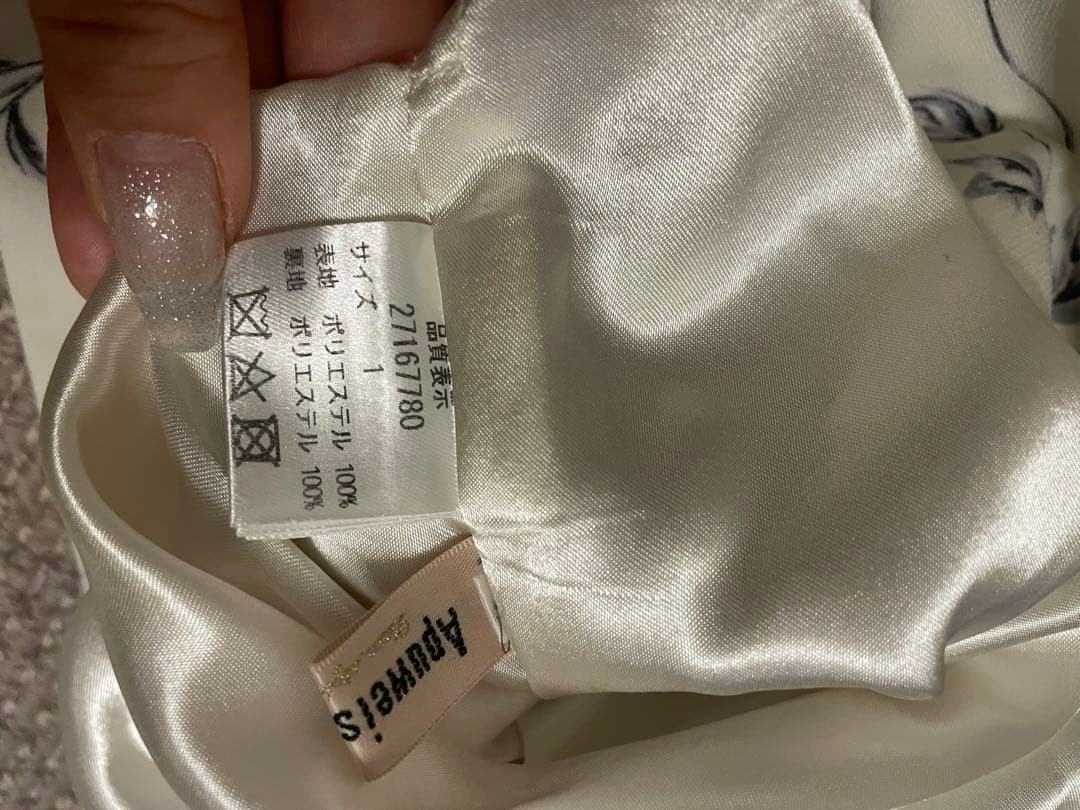 品質表示
27167780
サイズ 1
表地 ポリエステル 100%
裏地 ポリエステル 100%
Apuweis